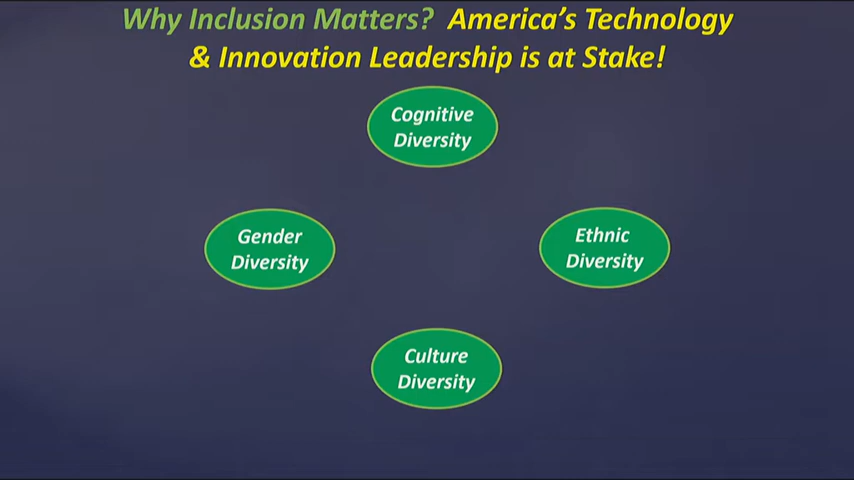 Why Inclusion Matters? America's Technology
& Innovation Leadership is at Stake!
Cognitive
Diversity
Gender
Diversity
Ethnic
Diversity
Culture
Diversity